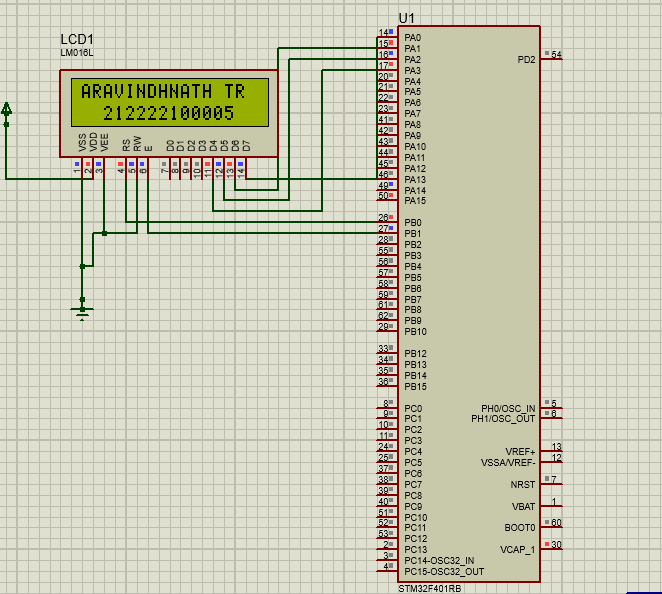 U1
LCD1
LM016L
ARAVINDHNATH TR
212222100005
VSS
VDD
VEE
RS
RW
E
D0
D1
D2
D3
D4
D5
D6
D7
1
2
3
4
5
6
7
8
9
10
11
12
13
14
14 PA0
15 PA1
16 PA2
17 PA3
20 PA4
21 PA5
22 PA6
23 PA7
41 PA8
42 PA9
43 PA10
44 PA11
45 PA12
46 PA13
49 PA14
50 PA15
26 PB0
27 PB1
28 PB2
55 PB3
56 PB4
57 PB5
58 PB6
59 PB7
61 PB8
62 PB9
29 PB10
33 PB12
34 PB13
35 PB14
36 PB15
8 PC0
9 PC1
10 PC2
11 PC3
24 PC4
25 PC5
37 PC6
38 PC7
39 PC8
40 PC9
51 PC10
52 PC11
53 PC12
2 PC13
3 PC14-OSC32_IN
4 PC15-OSC32_OUT
PD2 54
PH0/OSC_IN 5
PH1/OSC_OUT 6
VREF+ 13
VSSA/VREF- 12
NRST 7
VBAT 1
BOOT0 60
VCAP_1 30
STM32F401RB